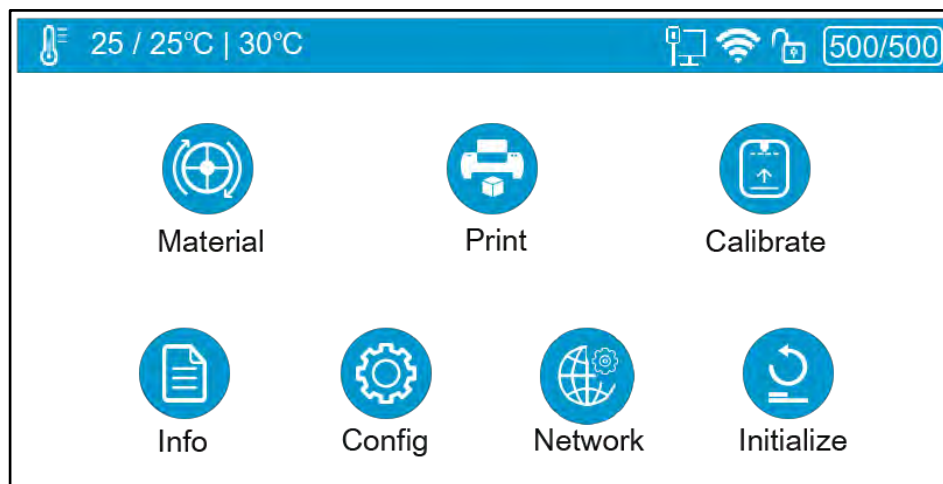 25 / 25°C | 30°C 500/500
Material Print Calibrate
Info Config Network Initialize